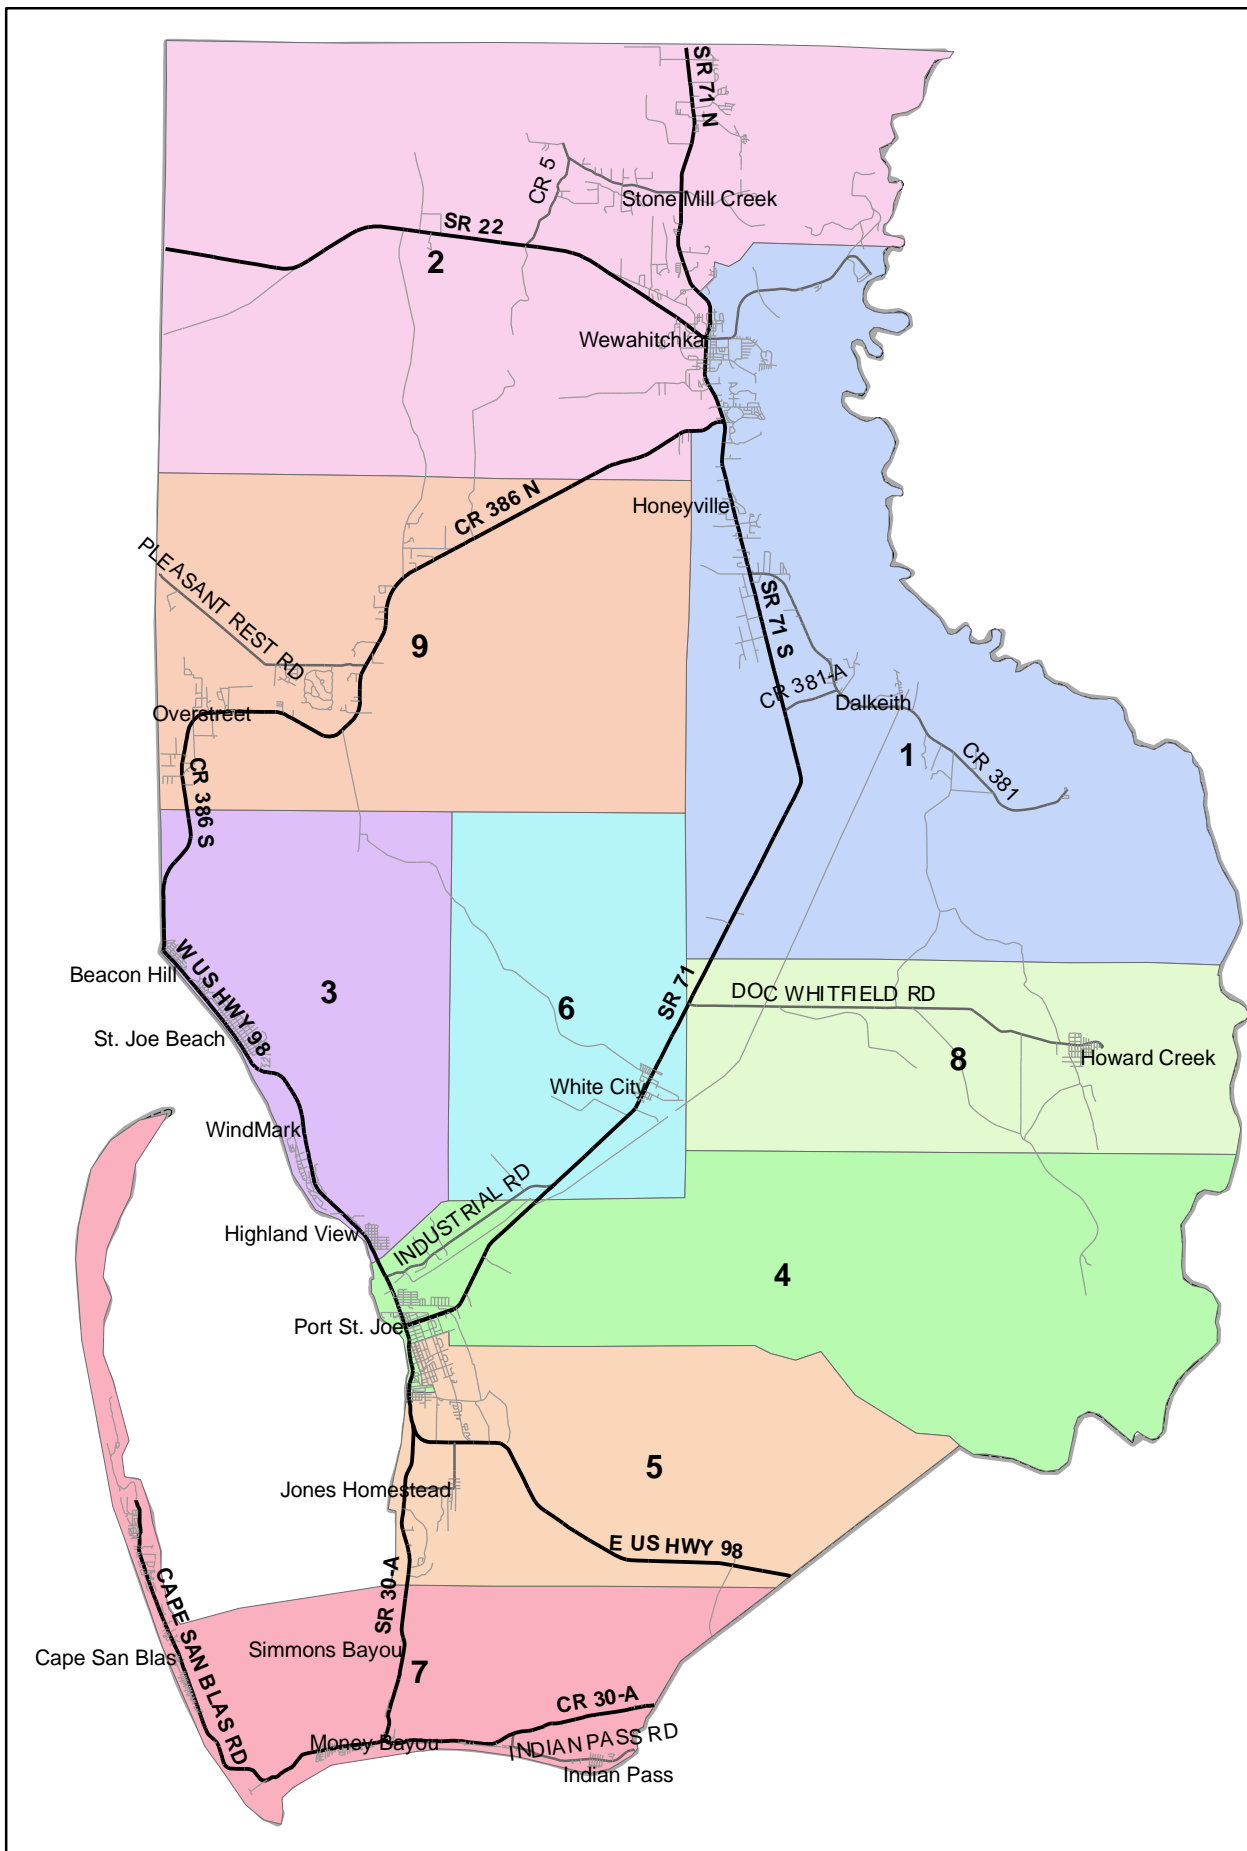 SR 71 N
CR 5
Stone Mill Creek
SR 22
2
Wewahitchka
CR 386 N
Honeyville
PLEASANT REST RD
SR 71 S
9
CR 381-A
Dalkeith
Overstreet
1
CR 381
CR 386 S
W US HWY 98
Beacon Hill
3
6
SR 71
DOC WHITFIELD RD
St. Joe Beach
8
Howard Creek
White City
WindMark
INDUSTRIAL RD
Highland View
4
Port St. Joe
5
Jones Homestead
E US HWY 98
SR 30-A
CAPE SAN BLAS RD
Simmons Bayou
Cape San Blas
7
CR 30-A
Money Bayou
INDIAN PASS RD
Indian Pass